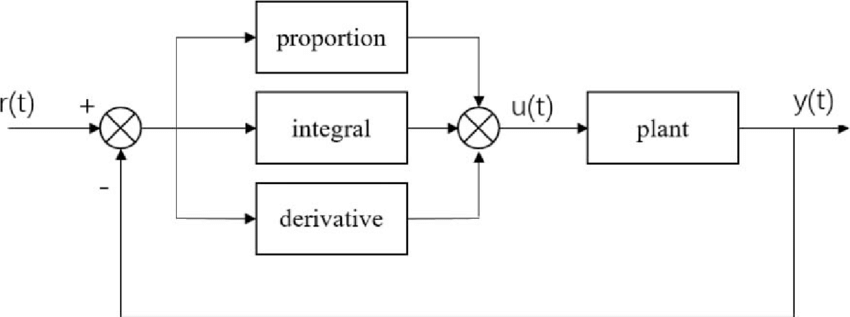 proportion
r(t)
+
integral
u(t)
plant
y(t)
-
derivative